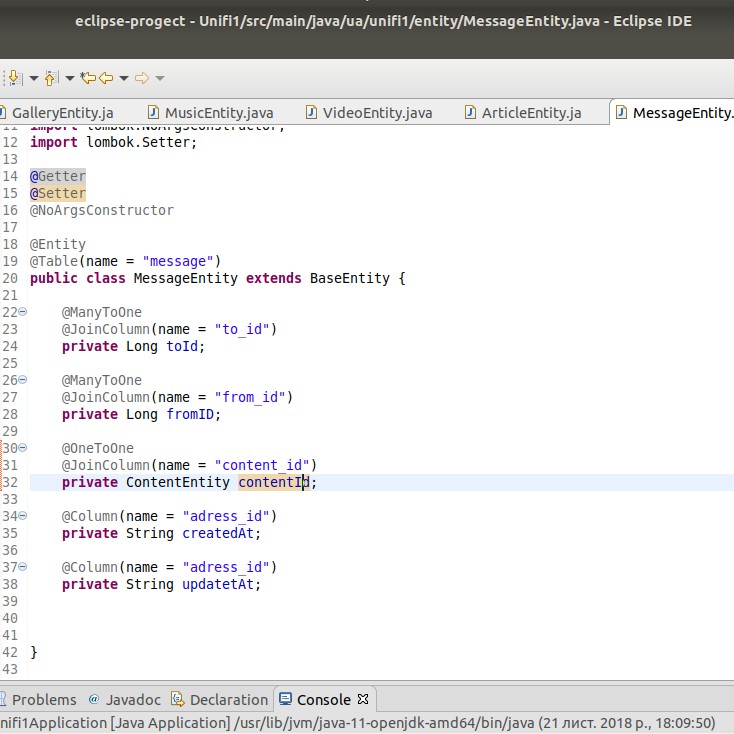 eclipse-progect - Unifi1/src/main/java/ua/unifi1/entity/MessageEntity.java - Eclipse IDE
GalleryEntity.ja MusicEntity.java VideoEntity.java ArticleEntity.ja MessageEntity.
11 import lombok.NoArgsConstructor;
12 import lombok.Setter;
13
14 @Getter
15 @Setter
16 @NoArgsConstructor
17
18 @Entity
19 @Table(name = "message")
20 public class MessageEntity extends BaseEntity {
21
22 @ManyToOne
23 @JoinColumn(name = "to_id")
24 private Long toId;
25
26 @ManyToOne
27 @JoinColumn(name = "from_id")
28 private Long fromID;
29
30 @OneToOne
31 @JoinColumn(name = "content_id")
32 private ContentEntity contentId;
33
34 @Column(name = "adress_id")
35 private String createdAt;
36
37 @Column(name = "adress_id")
38 private String updatetAt;
39
40
41
42 }
43
Problems @ Javadoc Declaration Console
nifi1Application [Java Application] /usr/lib/jvm/java-11-openjdk-amd64/bin/java (21 лист. 2018 р., 18:09:50)